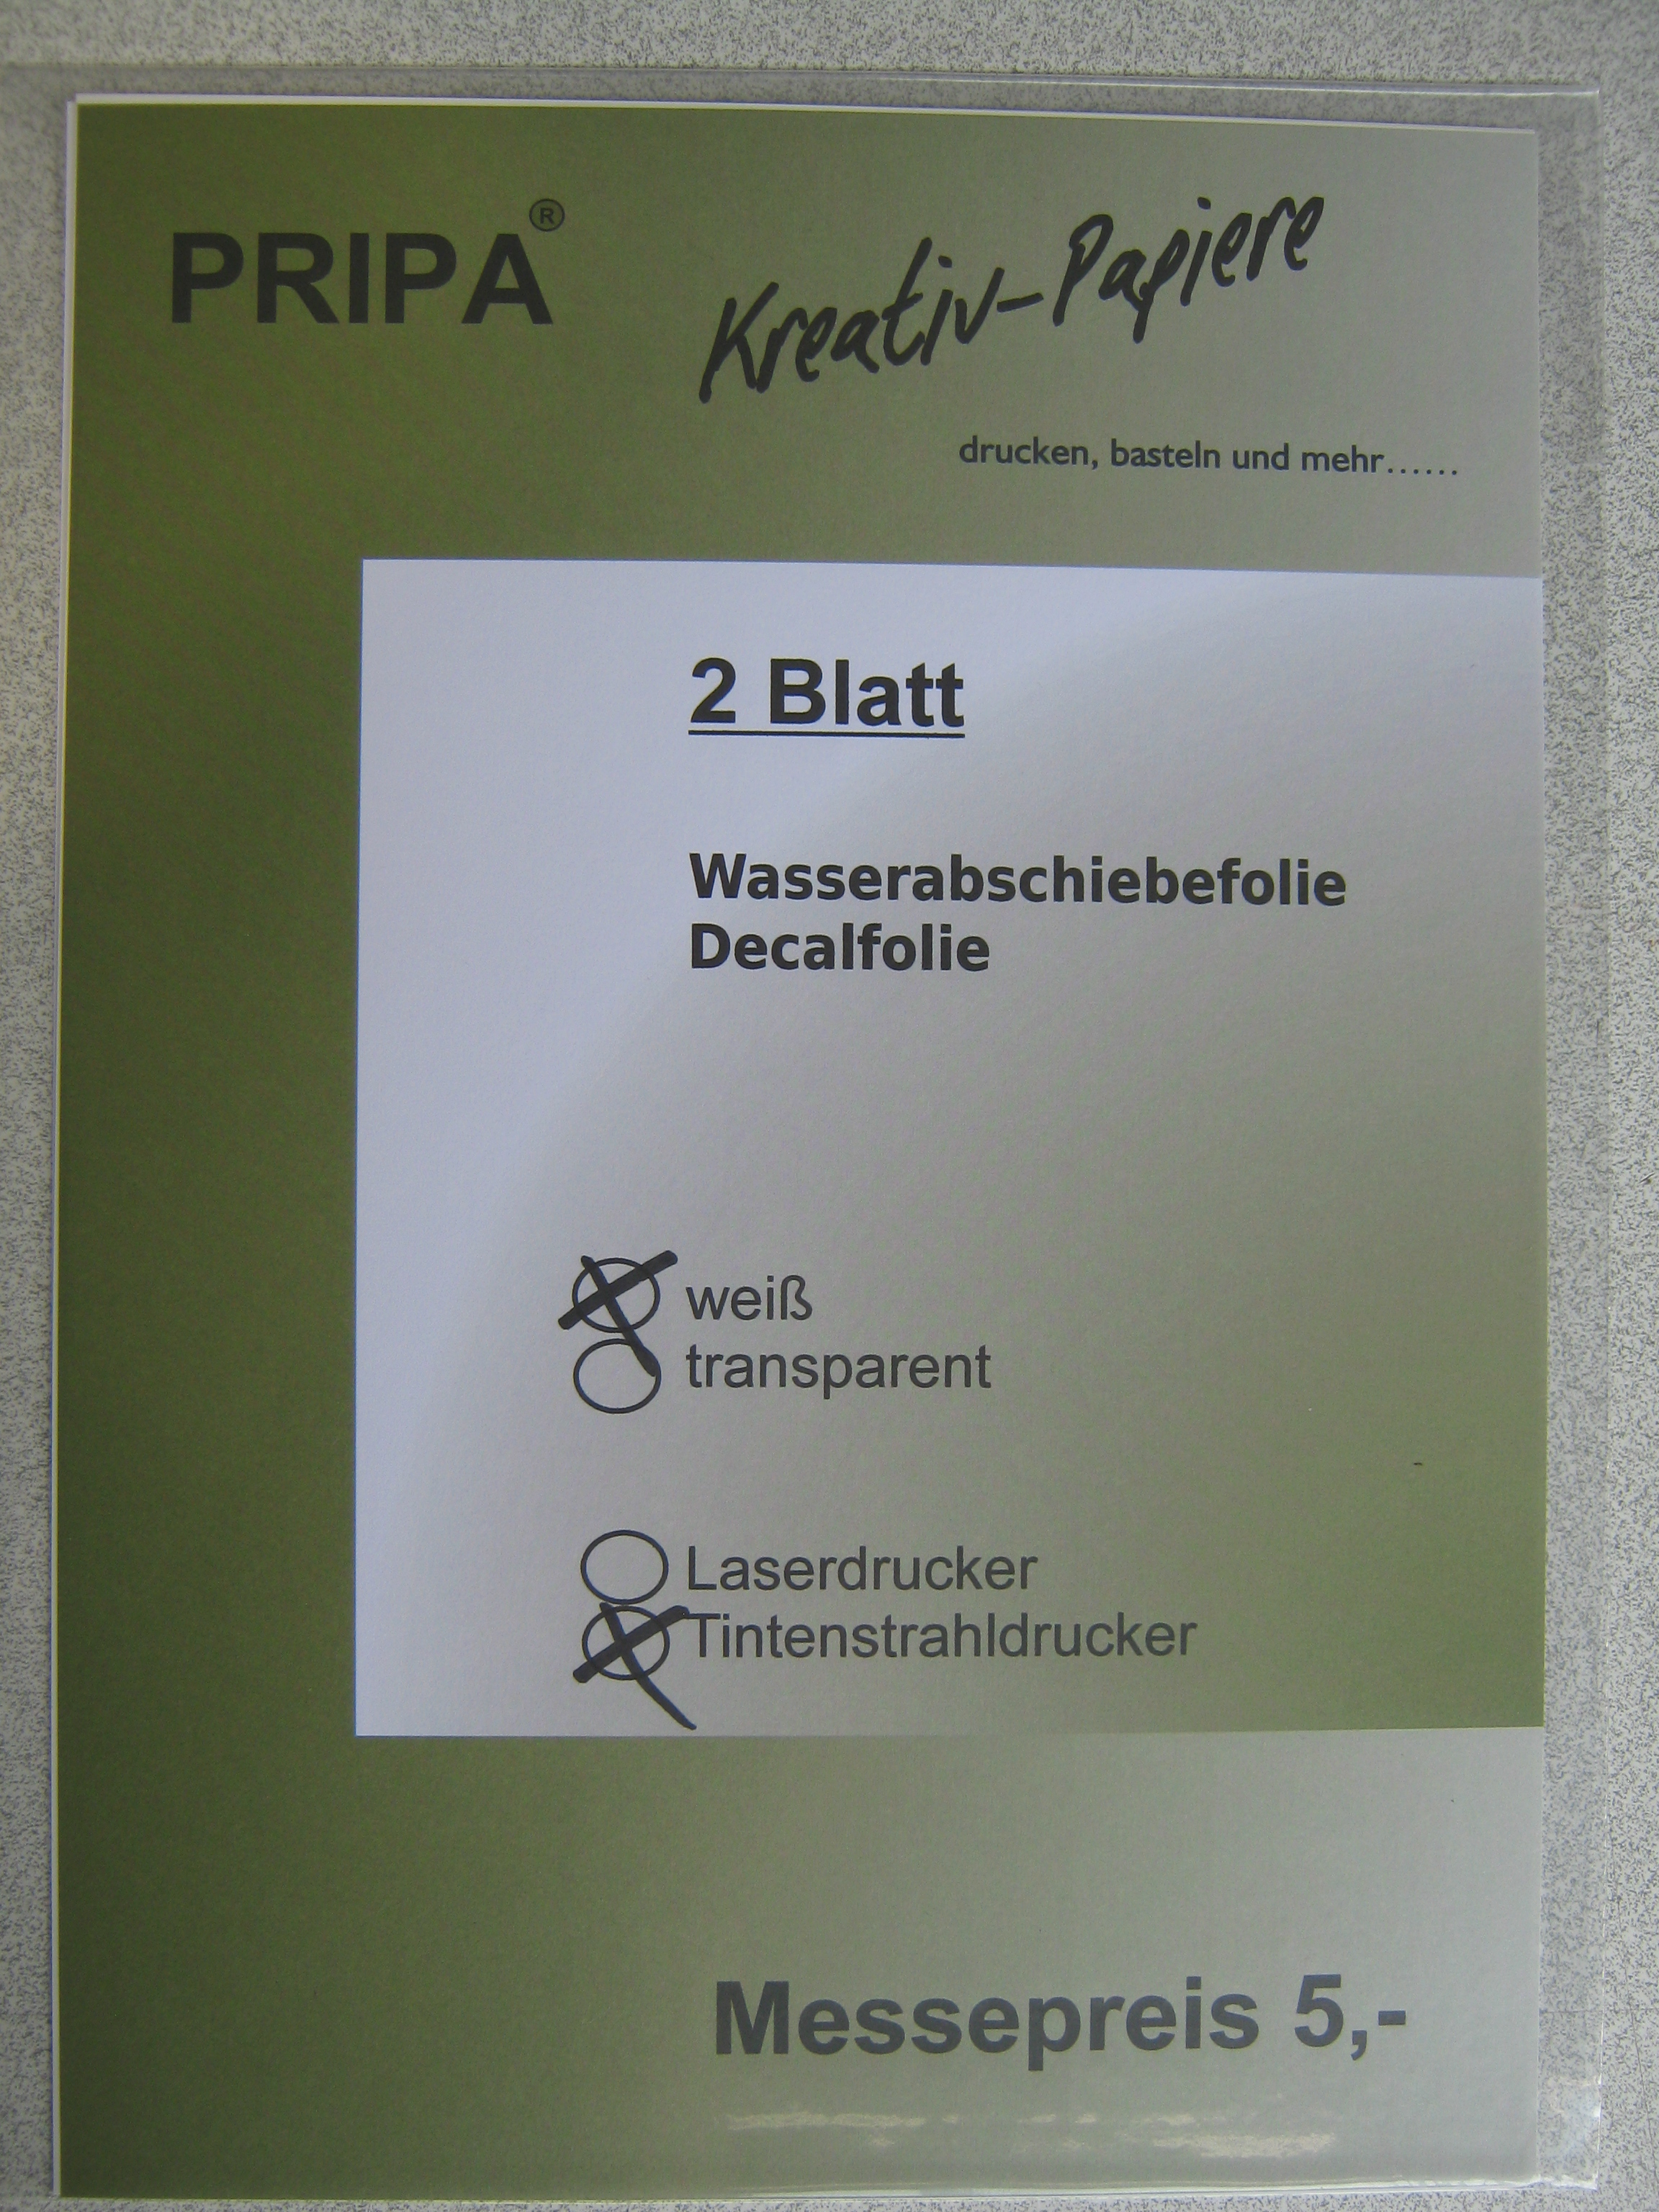 PRIPA®
Kreativ-Papiere
drucken, basteln und mehr......
2 Blatt
Wasserabschiebefolie
Decalfolie
weiß
transparent
Laserdrucker
Tintenstrahldrucker
Messepreis 5,-